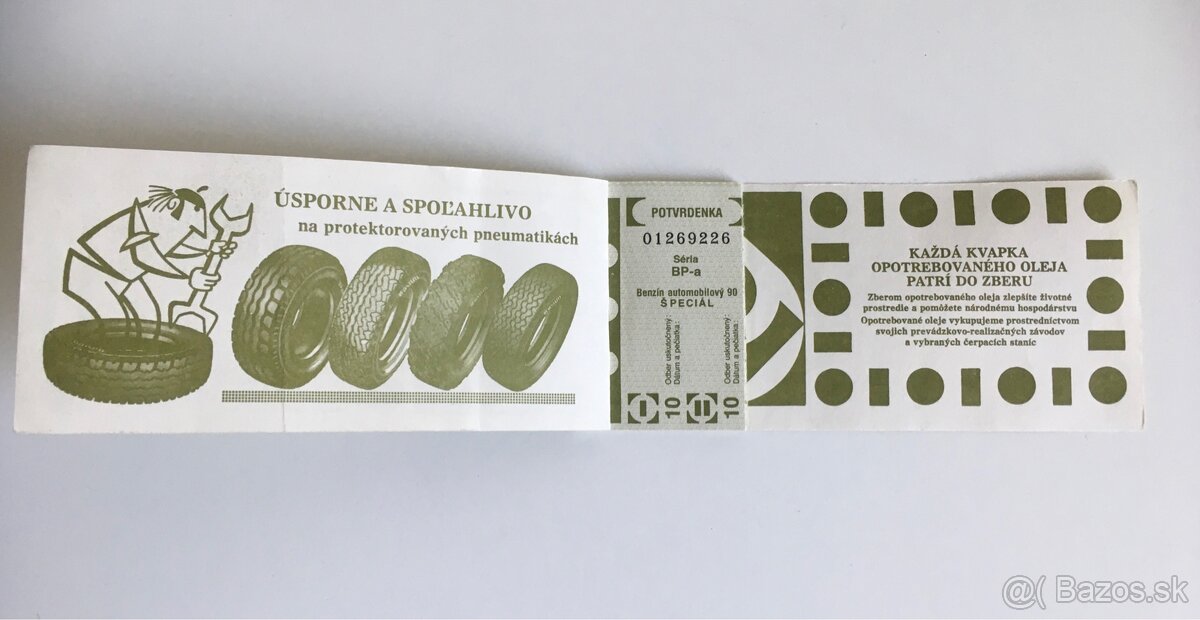 ÚSPORNE A SPOĽAHLIVO
na protektorovaných pneumatikách
POTVRDENKA
01269226
Séria
BP-a
Benzín automobilový 90
ŠPECIÁL
Odber uskutočnený
Dátum a pečiatka:
Odber uskutočnený
Dátum a pečiatka:
I 10 II 10
KAŽDÁ KVAPKA
OPOTREBOVANÉHO OLEJA
PATRÍ DO ZBERU
Zberom opotrebovaného oleja zlepšíte životné
prostredie a pomôžete národnému hospodárstvu
Opotrebované oleje vykupujeme prostredníctvom
svojich prevádzkovo-realizačných závodov
a vybraných čerpacích staníc
@( Bazos.sk